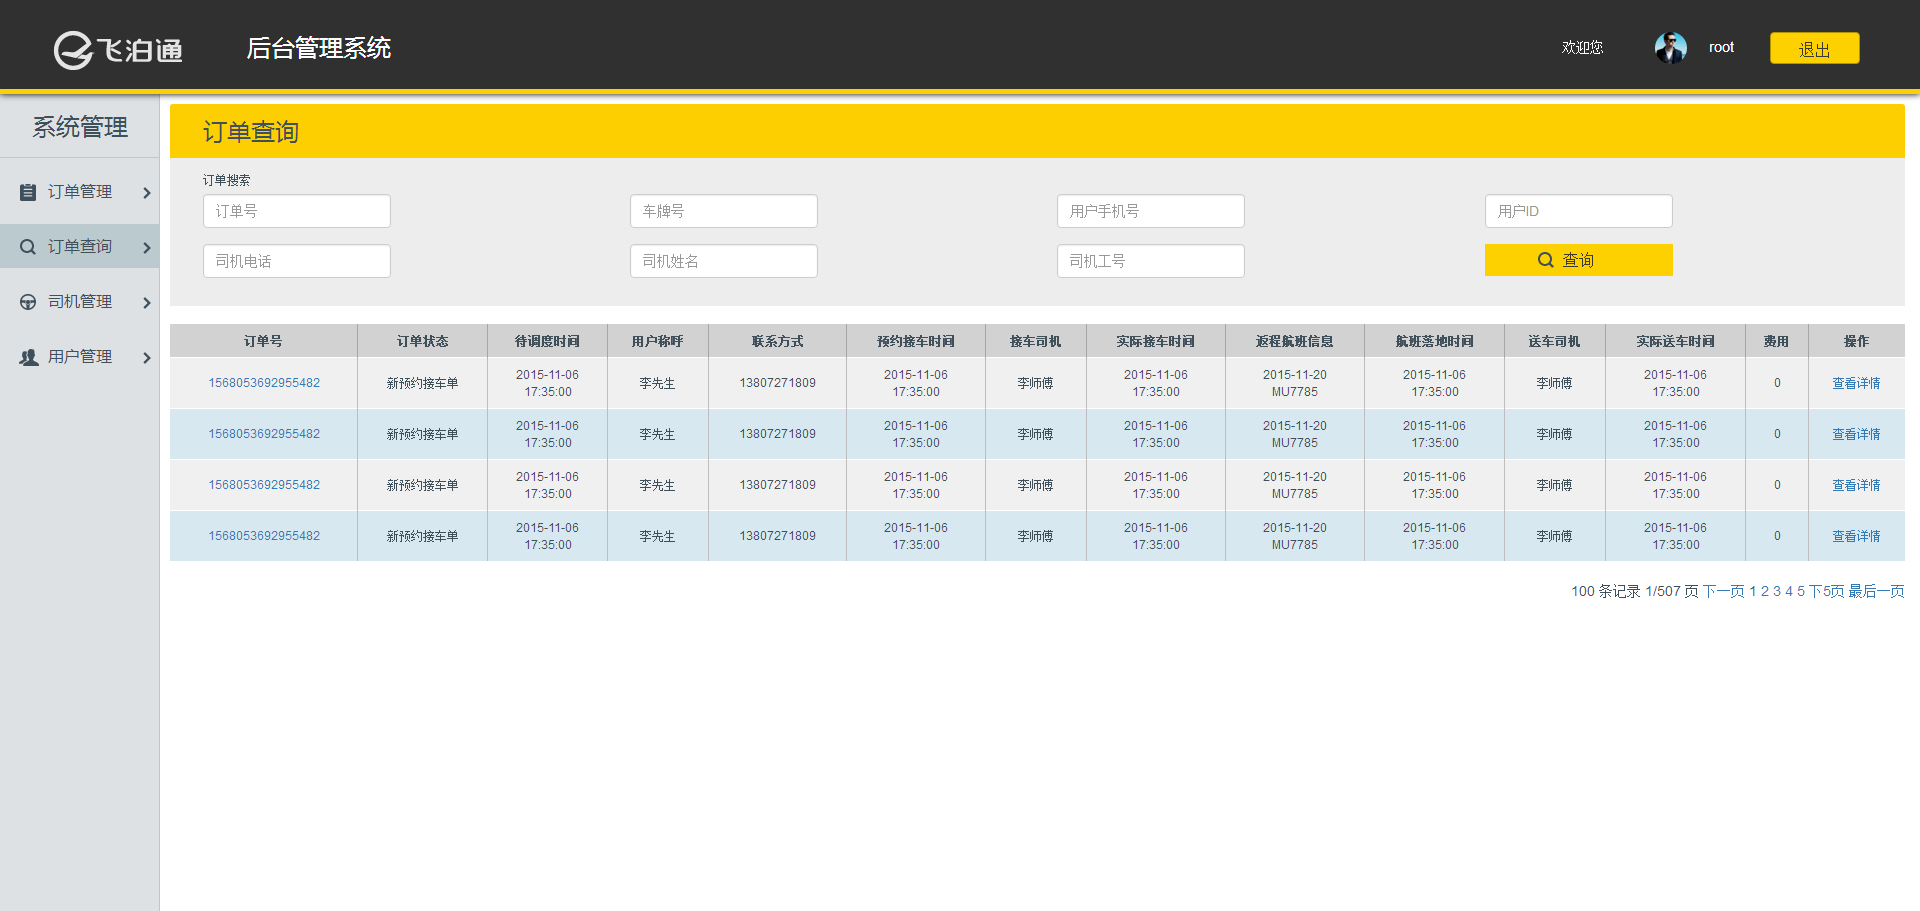 飞泊通 后台管理系统 欢迎您 root 退出
系统管理
订单管理
订单查询
司机管理
用户管理
订单查询
订单搜索
订单号 车牌号 用户手机号 用户ID
司机电话 司机姓名 司机工号 查询
订单号 订单状态 待调度时间 用户称呼 联系方式 预约接车时间 接车司机 实际接车时间 返程航班信息 航班落地时间 送车司机 实际送车时间 费用 操作
1568053692955482 新预约接车单 2015-11-06 17:35:00 李先生 13807271809 2015-11-06 17:35:00 李师傅 2015-11-06 17:35:00 2015-11-20 MU7785 2015-11-06 17:35:00 李师傅 2015-11-06 17:35:00 0 查看详情
1568053692955482 新预约接车单 2015-11-06 17:35:00 李先生 13807271809 2015-11-06 17:35:00 李师傅 2015-11-06 17:35:00 2015-11-20 MU7785 2015-11-06 17:35:00 李师傅 2015-11-06 17:35:00 0 查看详情
1568053692955482 新预约接车单 2015-11-06 17:35:00 李先生 13807271809 2015-11-06 17:35:00 李师傅 2015-11-06 17:35:00 2015-11-20 MU7785 2015-11-06 17:35:00 李师傅 2015-11-06 17:35:00 0 查看详情
1568053692955482 新预约接车单 2015-11-06 17:35:00 李先生 13807271809 2015-11-06 17:35:00 李师傅 2015-11-06 17:35:00 2015-11-20 MU7785 2015-11-06 17:35:00 李师傅 2015-11-06 17:35:00 0 查看详情
100 条记录 1/507 页 下一页 1 2 3 4 5 下5页 最后一页